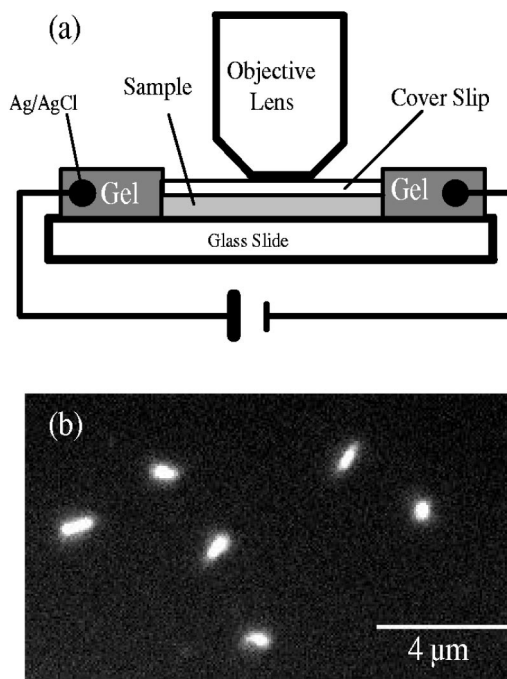 (a)
Objective
Lens
Sample
Ag/AgCl
Cover Slip
Gel
Gel
Glass Slide
(b)
4 μm